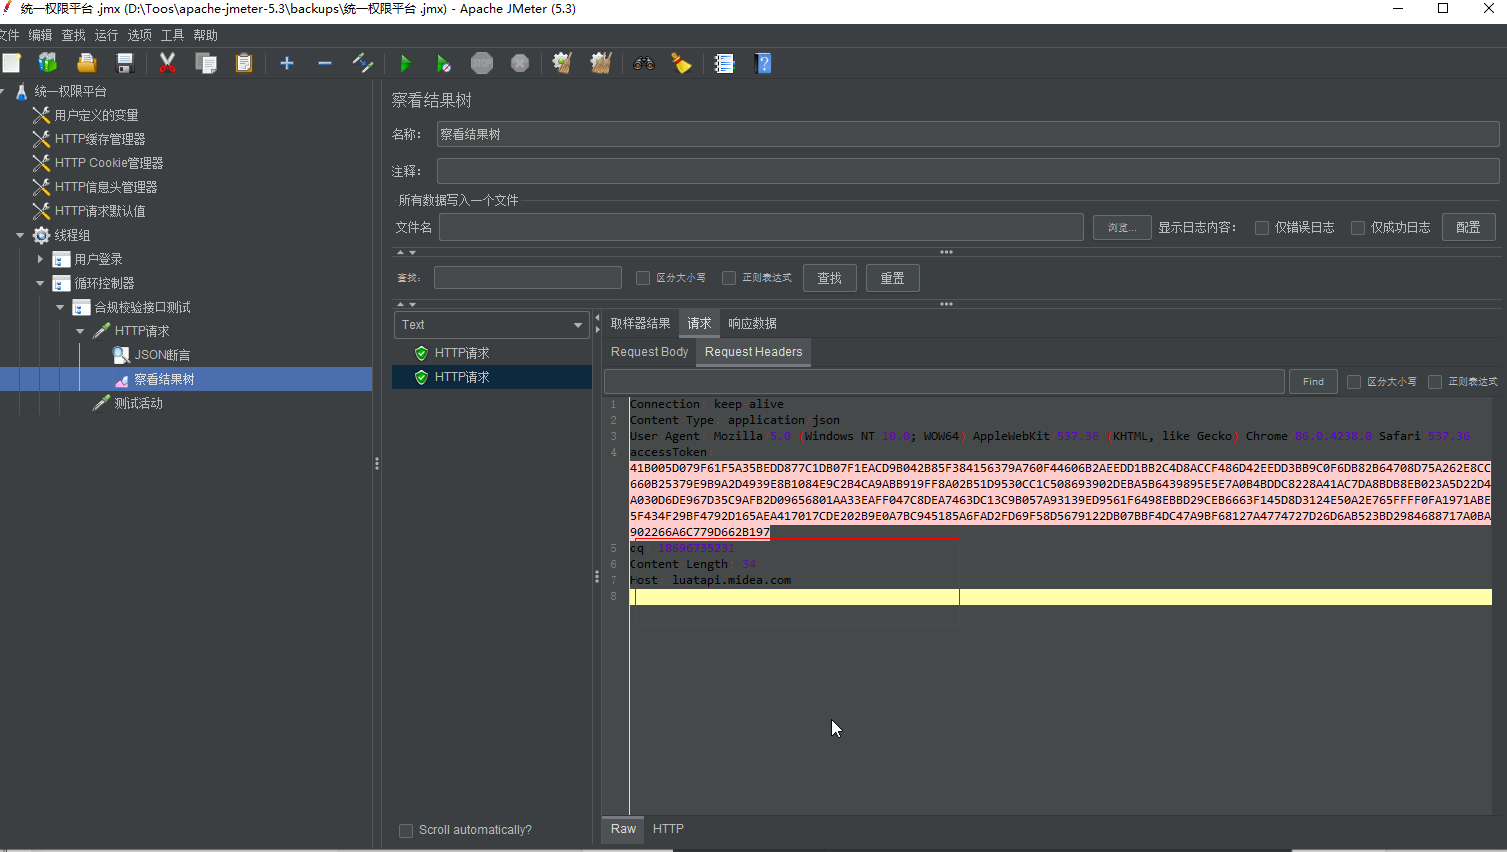 统一权限平台 .jmx (D:\Toos\apache-jmeter-5.3\backups\统一权限平台 .jmx) - Apache JMeter (5.3)
文件 编辑 查找 运行 选项 工具 帮助
统一权限平台
用户定义的变量
HTTP缓存管理器
HTTP Cookie管理器
HTTP信息头管理器
HTTP请求默认值
线程组
用户登录
循环控制器
合规校验接口测试
HTTP请求
JSON断言
察看结果树
测试活动
察看结果树
名称: 察看结果树
注释:
所有数据写入一个文件
文件名 浏览... 显示日志内容: 仅错误日志 仅成功日志 配置
查找: 区分大小写 正则表达式 查找 重置
Text
HTTP请求
HTTP请求
Scroll automatically?
取样器结果 请求 响应数据
Request Body Request Headers
Find 区分大小写 正则表达式
1 Connection keep alive
2 Content Type application json
3 User Agent Mozilla 5.0 (Windows NT 10.0; WOW64) AppleWebKit 537.36 (KHTML, like Gecko) Chrome 86.0.4238.0 Safari 537.36
4 accessToken
41B005D079F61F5A35BEDD877C1DB07F1EACD9B042B85F384156379A760F44606B2AEEDD1BB2C4D8ACCF486D42EEDD3BB9C0F6DB82B64708D75A262E8CC
660B25379E9B9A2D4939E8B1084E9C2B4CA9ABB919FF8A02B51D9530CC1C508693902DEBA5B6439895E5E7A0B4BDDC8228A41AC7DA8BDB8EB023A5D22D4
A030D6DE967D35C9AFB2D09656801AA33EAFF047C8DEA7463DC13C9B057A93139ED9561F6498EBBD29CEB6663F145D8D3124E50A2E765FFFF0FA1971ABE
5F434F29BF4792D165AEA417017CDE202B9E0A7BC945185A6FAD2FD69F58D5679122DB07BBF4DC47A9BF68127A4774727D26D6AB523BD2984688717A0BA
902266A6C779D662B197
5 dq 18696735231
6 Content Length 34
7 Host luatapi.midea.com
8
Raw HTTP